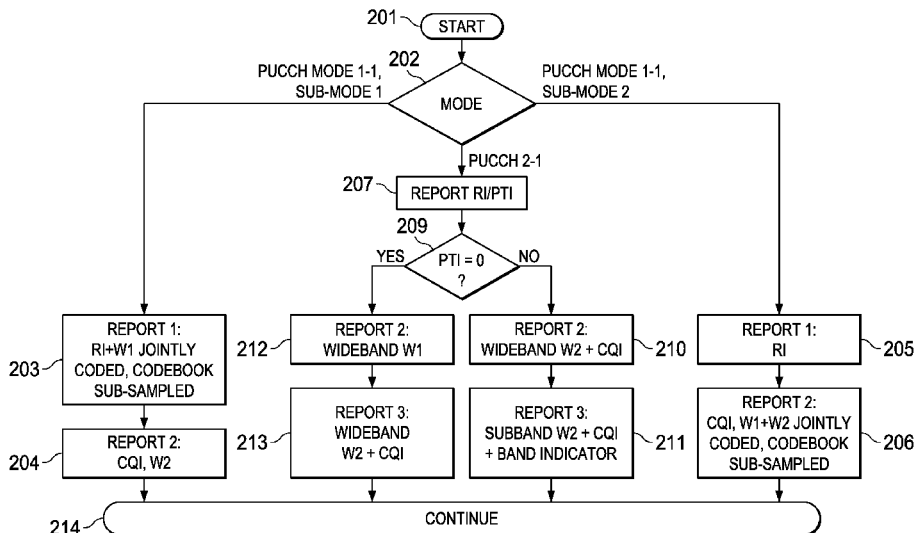 201
START
202
PUCCH MODE 1-1,
SUB-MODE 1
MODE
PUCCH MODE 1-1,
SUB-MODE 2
PUCCH 2-1
207
REPORT RI/PTI
209
YES
PTI = 0
?
NO
203
REPORT 1:
RI+W1 JOINTLY
CODED, CODEBOOK
SUB-SAMPLED
212
REPORT 2:
WIDEBAND W1
REPORT 2:
WIDEBAND W2 + CQI
210
REPORT 1:
RI
205
204
REPORT 2:
CQI, W2
213
REPORT 3:
WIDEBAND
W2 + CQI
REPORT 3:
SUBBAND W2 + CQI
+ BAND INDICATOR
211
REPORT 2:
CQI, W1+W2 JOINTLY
CODED, CODEBOOK
SUB-SAMPLED
206
214
CONTINUE